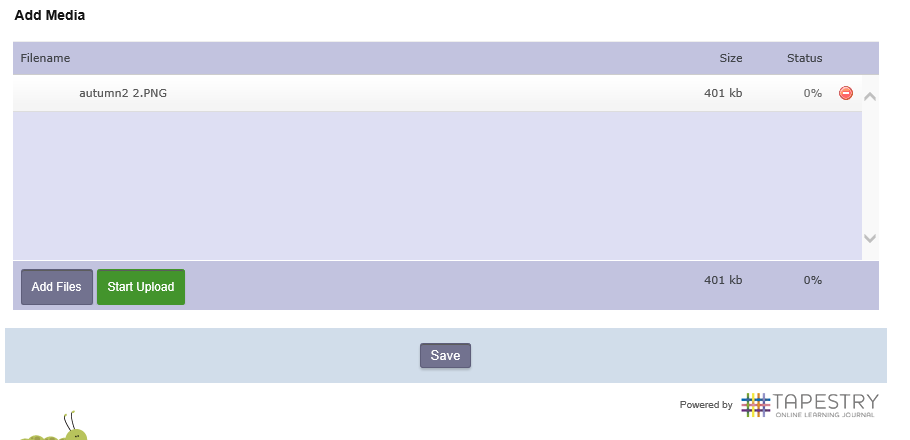 Add Media
Filename Size Status
autumn2 2.PNG 401 kb 0%
Add Files Start Upload 401 kb 0%
Save
Powered by TAPESTRY
ONLINE LEARNING JOURNAL